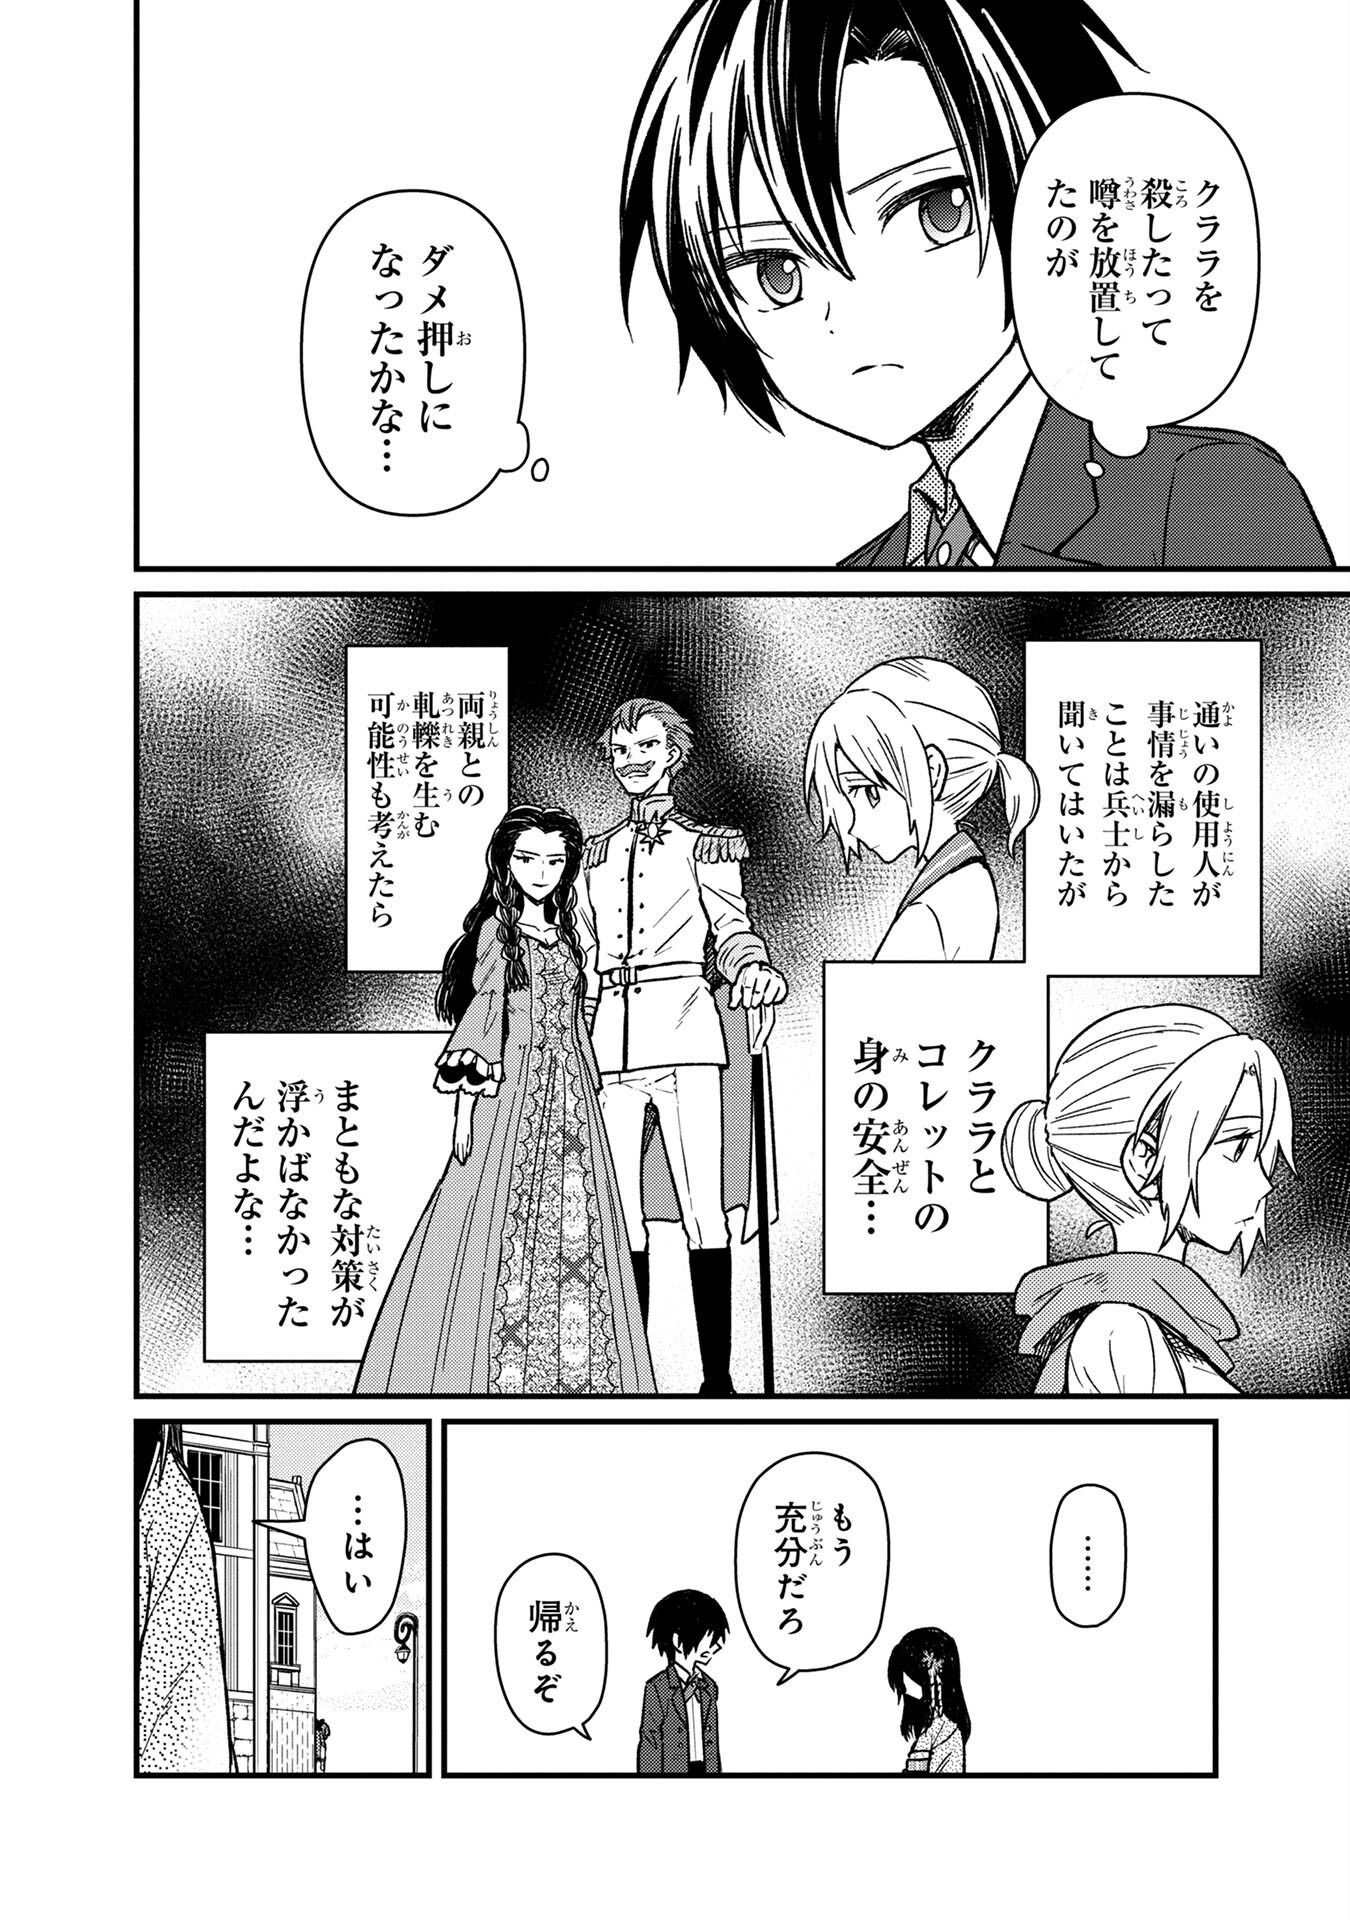 クララを
殺したって
噂を放置して
たのが
ダメ押しに
なったかな…
通いの使用人が
事情を漏らした
ことは兵士から
聞いてはいたが
クララと
コレットの
身の安全…
両親との
軋轢を生む
可能性も考えたら
まともな対策が
浮かばなかった
んだよな…
……
もう
充分だろ
帰るぞ
…はい